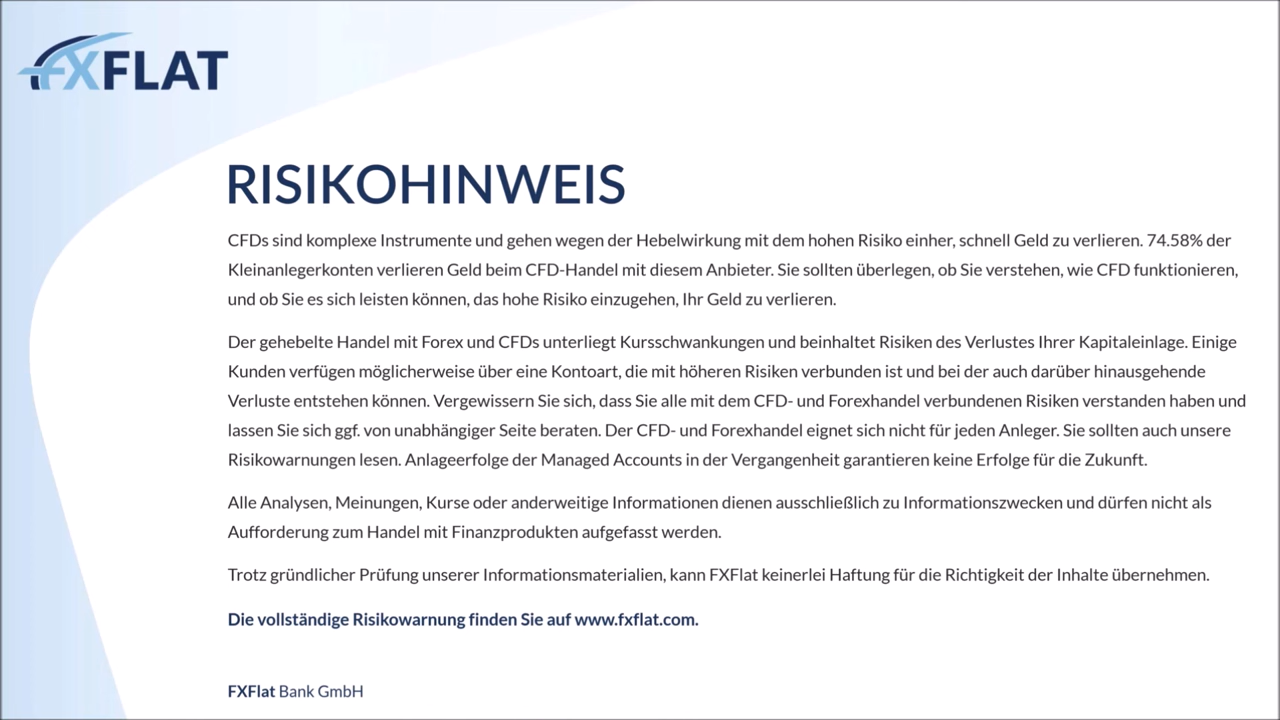 FXFLAT
RISIKOHINWEIS
CFDs sind komplexe Instrumente und gehen wegen der Hebelwirkung mit dem hohen Risiko einher, schnell Geld zu verlieren. 74.58% der
Kleinanlegerkonten verlieren Geld beim CFD-Handel mit diesem Anbieter. Sie sollten überlegen, ob Sie verstehen, wie CFD funktionieren,
und ob Sie es sich leisten können, das hohe Risiko einzugehen, Ihr Geld zu verlieren.
Der gehebelte Handel mit Forex und CFDs unterliegt Kursschwankungen und beinhaltet Risiken des Verlustes Ihrer Kapitaleinlage. Einige
Kunden verfügen möglicherweise über eine Kontoart, die mit höheren Risiken verbunden ist und bei der auch darüber hinausgehende
Verluste entstehen können. Vergewissern Sie sich, dass Sie alle mit dem CFD- und Forexhandel verbundenen Risiken verstanden haben und
lassen Sie sich ggf. von unabhängiger Seite beraten. Der CFD- und Forexhandel eignet sich nicht für jeden Anleger. Sie sollten auch unsere
Risikowarnungen lesen. Anlageerfolge der Managed Accounts in der Vergangenheit garantieren keine Erfolge für die Zukunft.
Alle Analysen, Meinungen, Kurse oder anderweitige Informationen dienen ausschließlich zu Informationszwecken und dürfen nicht als
Aufforderung zum Handel mit Finanzprodukten aufgefasst werden.
Trotz gründlicher Prüfung unserer Informationsmaterialien, kann FXFlat keinerlei Haftung für die Richtigkeit der Inhalte übernehmen.
Die vollständige Risikowarnung finden Sie auf www.fxflat.com.
FXFlat Bank GmbH